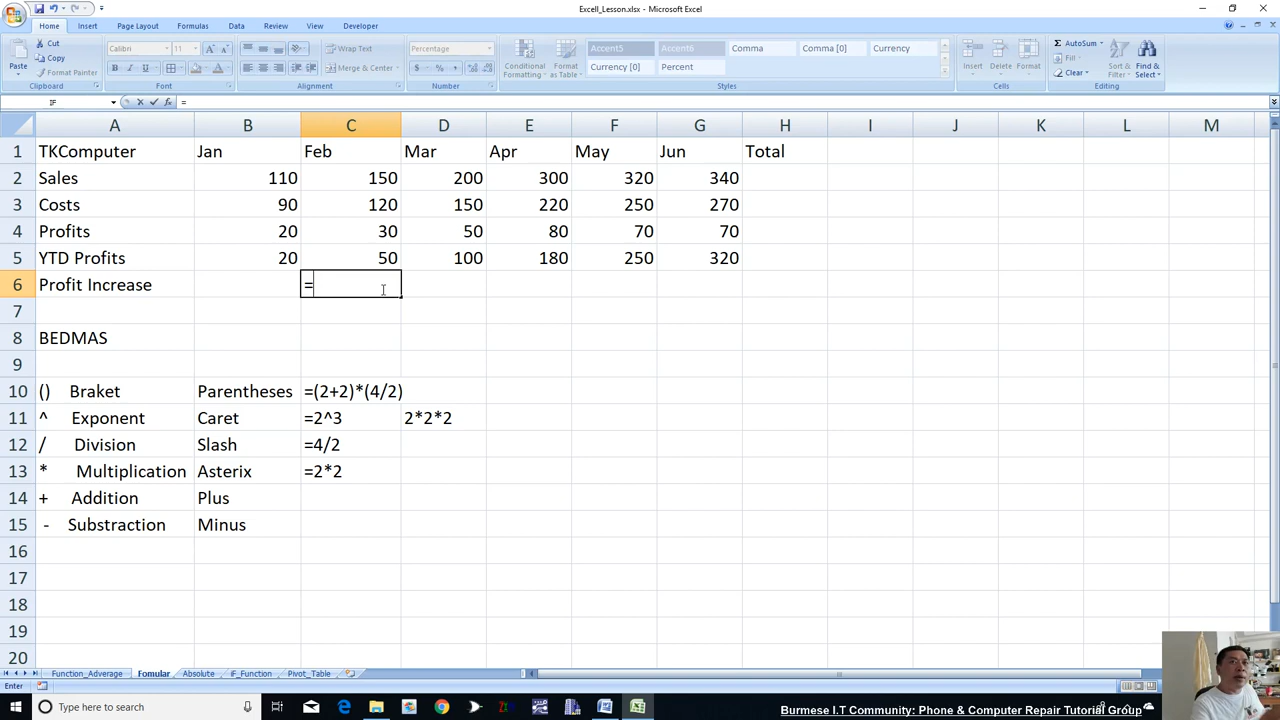 Excell_Lesson.xlsx - Microsoft Excel
Home Insert Page Layout Formulas Data Review View Developer
Paste Cut Copy Format Painter Clipboard
Calibri 11 Font
Wrap Text Merge & Center Alignment
Percentage Number
Conditional Formatting Format as Table
Accent5 Accent6 Comma Comma [0] Currency
Currency [0] Percent
Styles
Insert Delete Format Cells
AutoSum Fill Clear Sort & Filter Find & Select Editing
IF fx =
A B C D E F G H I J K L M
1 TKComputer Jan Feb Mar Apr May Jun Total
2 Sales 110 150 200 300 320 340
3 Costs 90 120 150 220 250 270
4 Profits 20 30 50 80 70 70
5 YTD Profits 20 50 100 180 250 320
6 Profit Increase =
7
8 BEDMAS
9
10 () Braket Parentheses =(2+2)*(4/2)
11 ^ Exponent Caret =2^3 2*2*2
12 / Division Slash =4/2
13 * Multiplication Asterix =2*2
14 + Addition Plus
15 - Substraction Minus
16
17
18
19
20
Function_Adverage Fomular Absolute IF_Function Pivot_Table
Enter
Type here to search
Burmese I.T Community: Phone & Computer Repair Tutorial Group